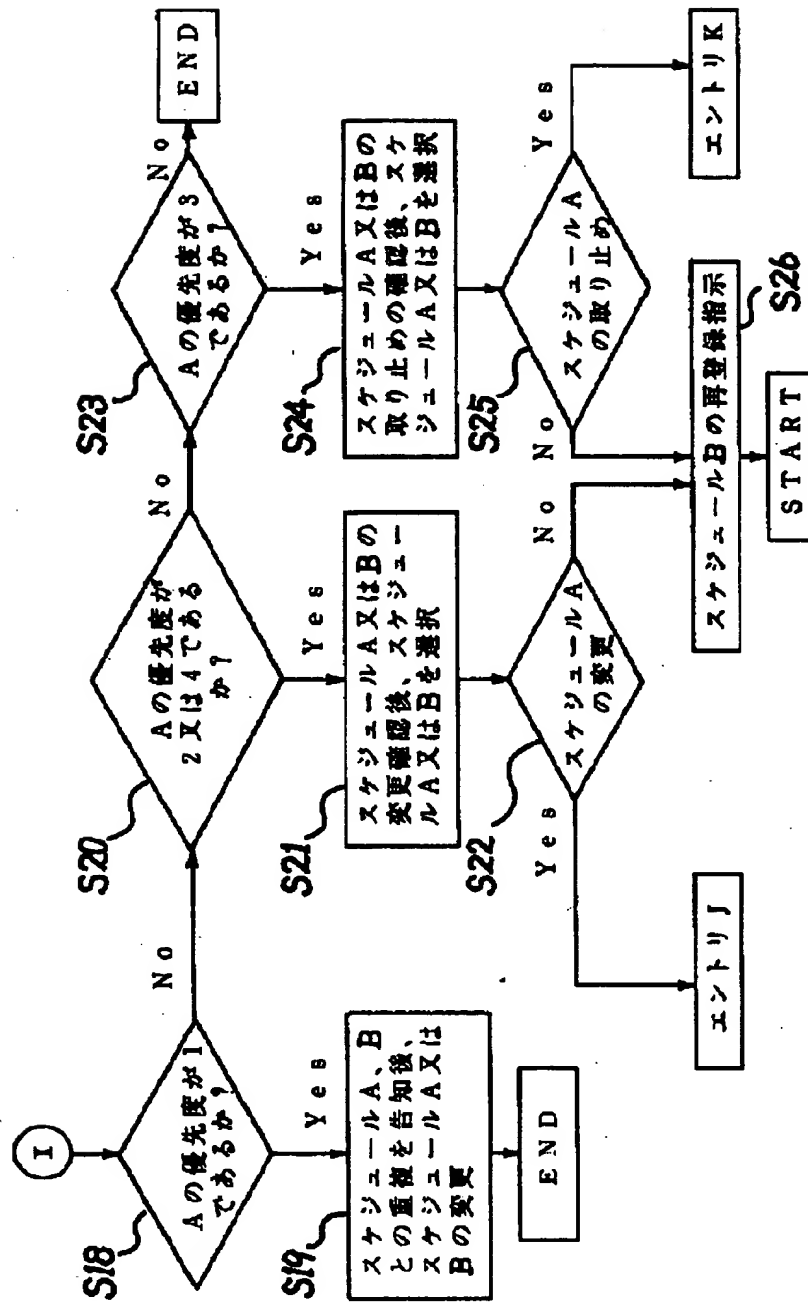 I
S18
Aの優先度が1
であるか?
No
Yes
S19
スケジュールA、B
との重複を告知後、
スケジュールA又は
Bの変更
END
S20
Aの優先度が
2又は4である
か?
No
Yes
S21
スケジュールA又はBの
変更確認後、スケジュー
ルA又はBを選択
S22
スケジュールA
の変更
Yes
No
エントリJ
S23
Aの優先度が3
であるか?
No
END
Yes
S24
スケジュールA又はBの
取り止めの確認後、スケ
ジュールA又はBを選択
S25
スケジュールA
の取り止め
No
Yes
エントリK
スケジュールBの再登録指示
S26
START